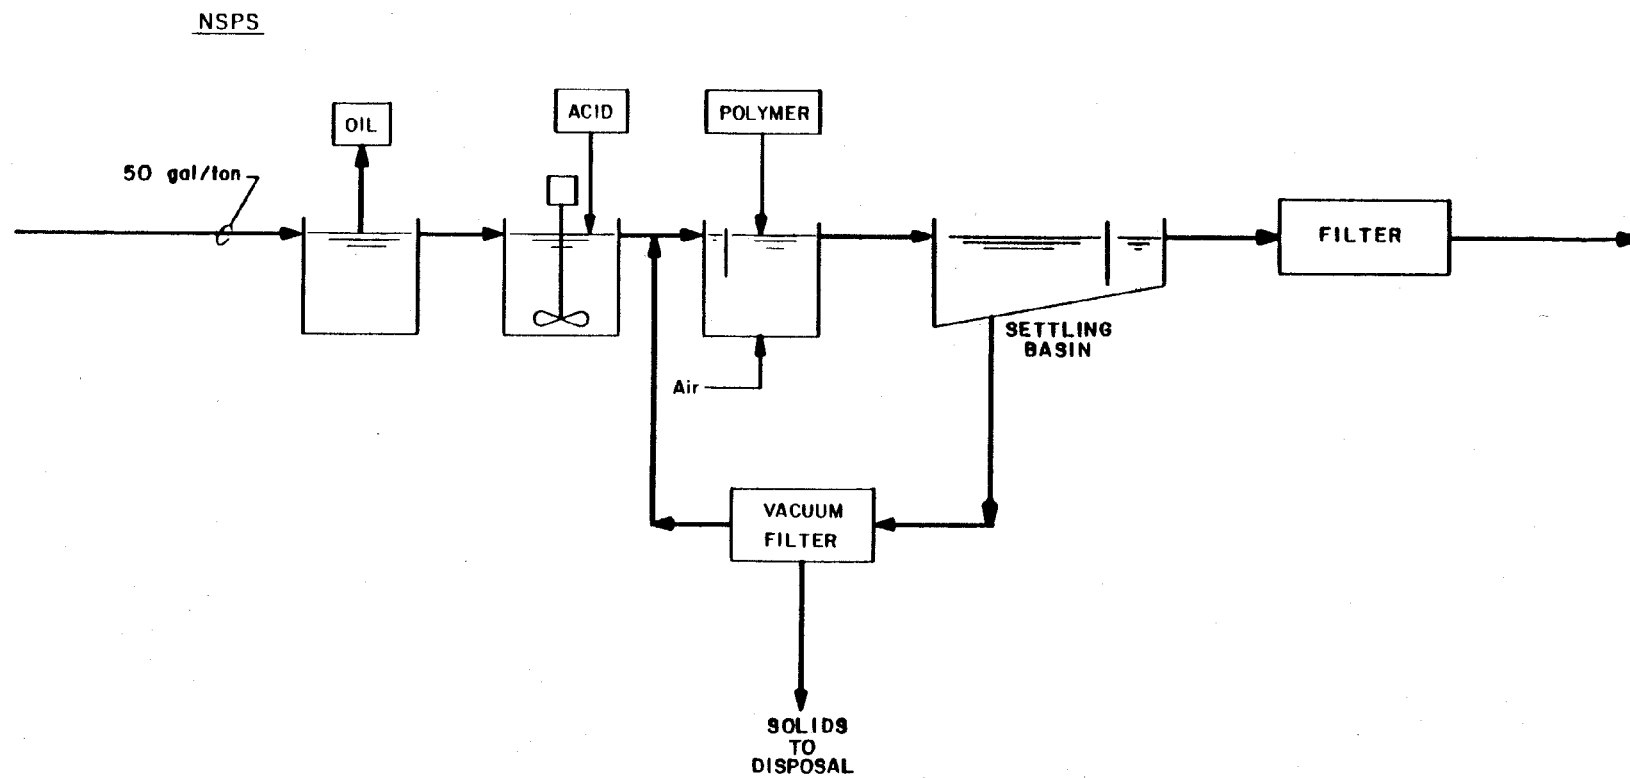 NSPS
OIL
ACID
POLYMER
50 gal/ton
FILTER
SETTLING
BASIN
Air
VACUUM
FILTER
SOLIDS
TO
DISPOSAL